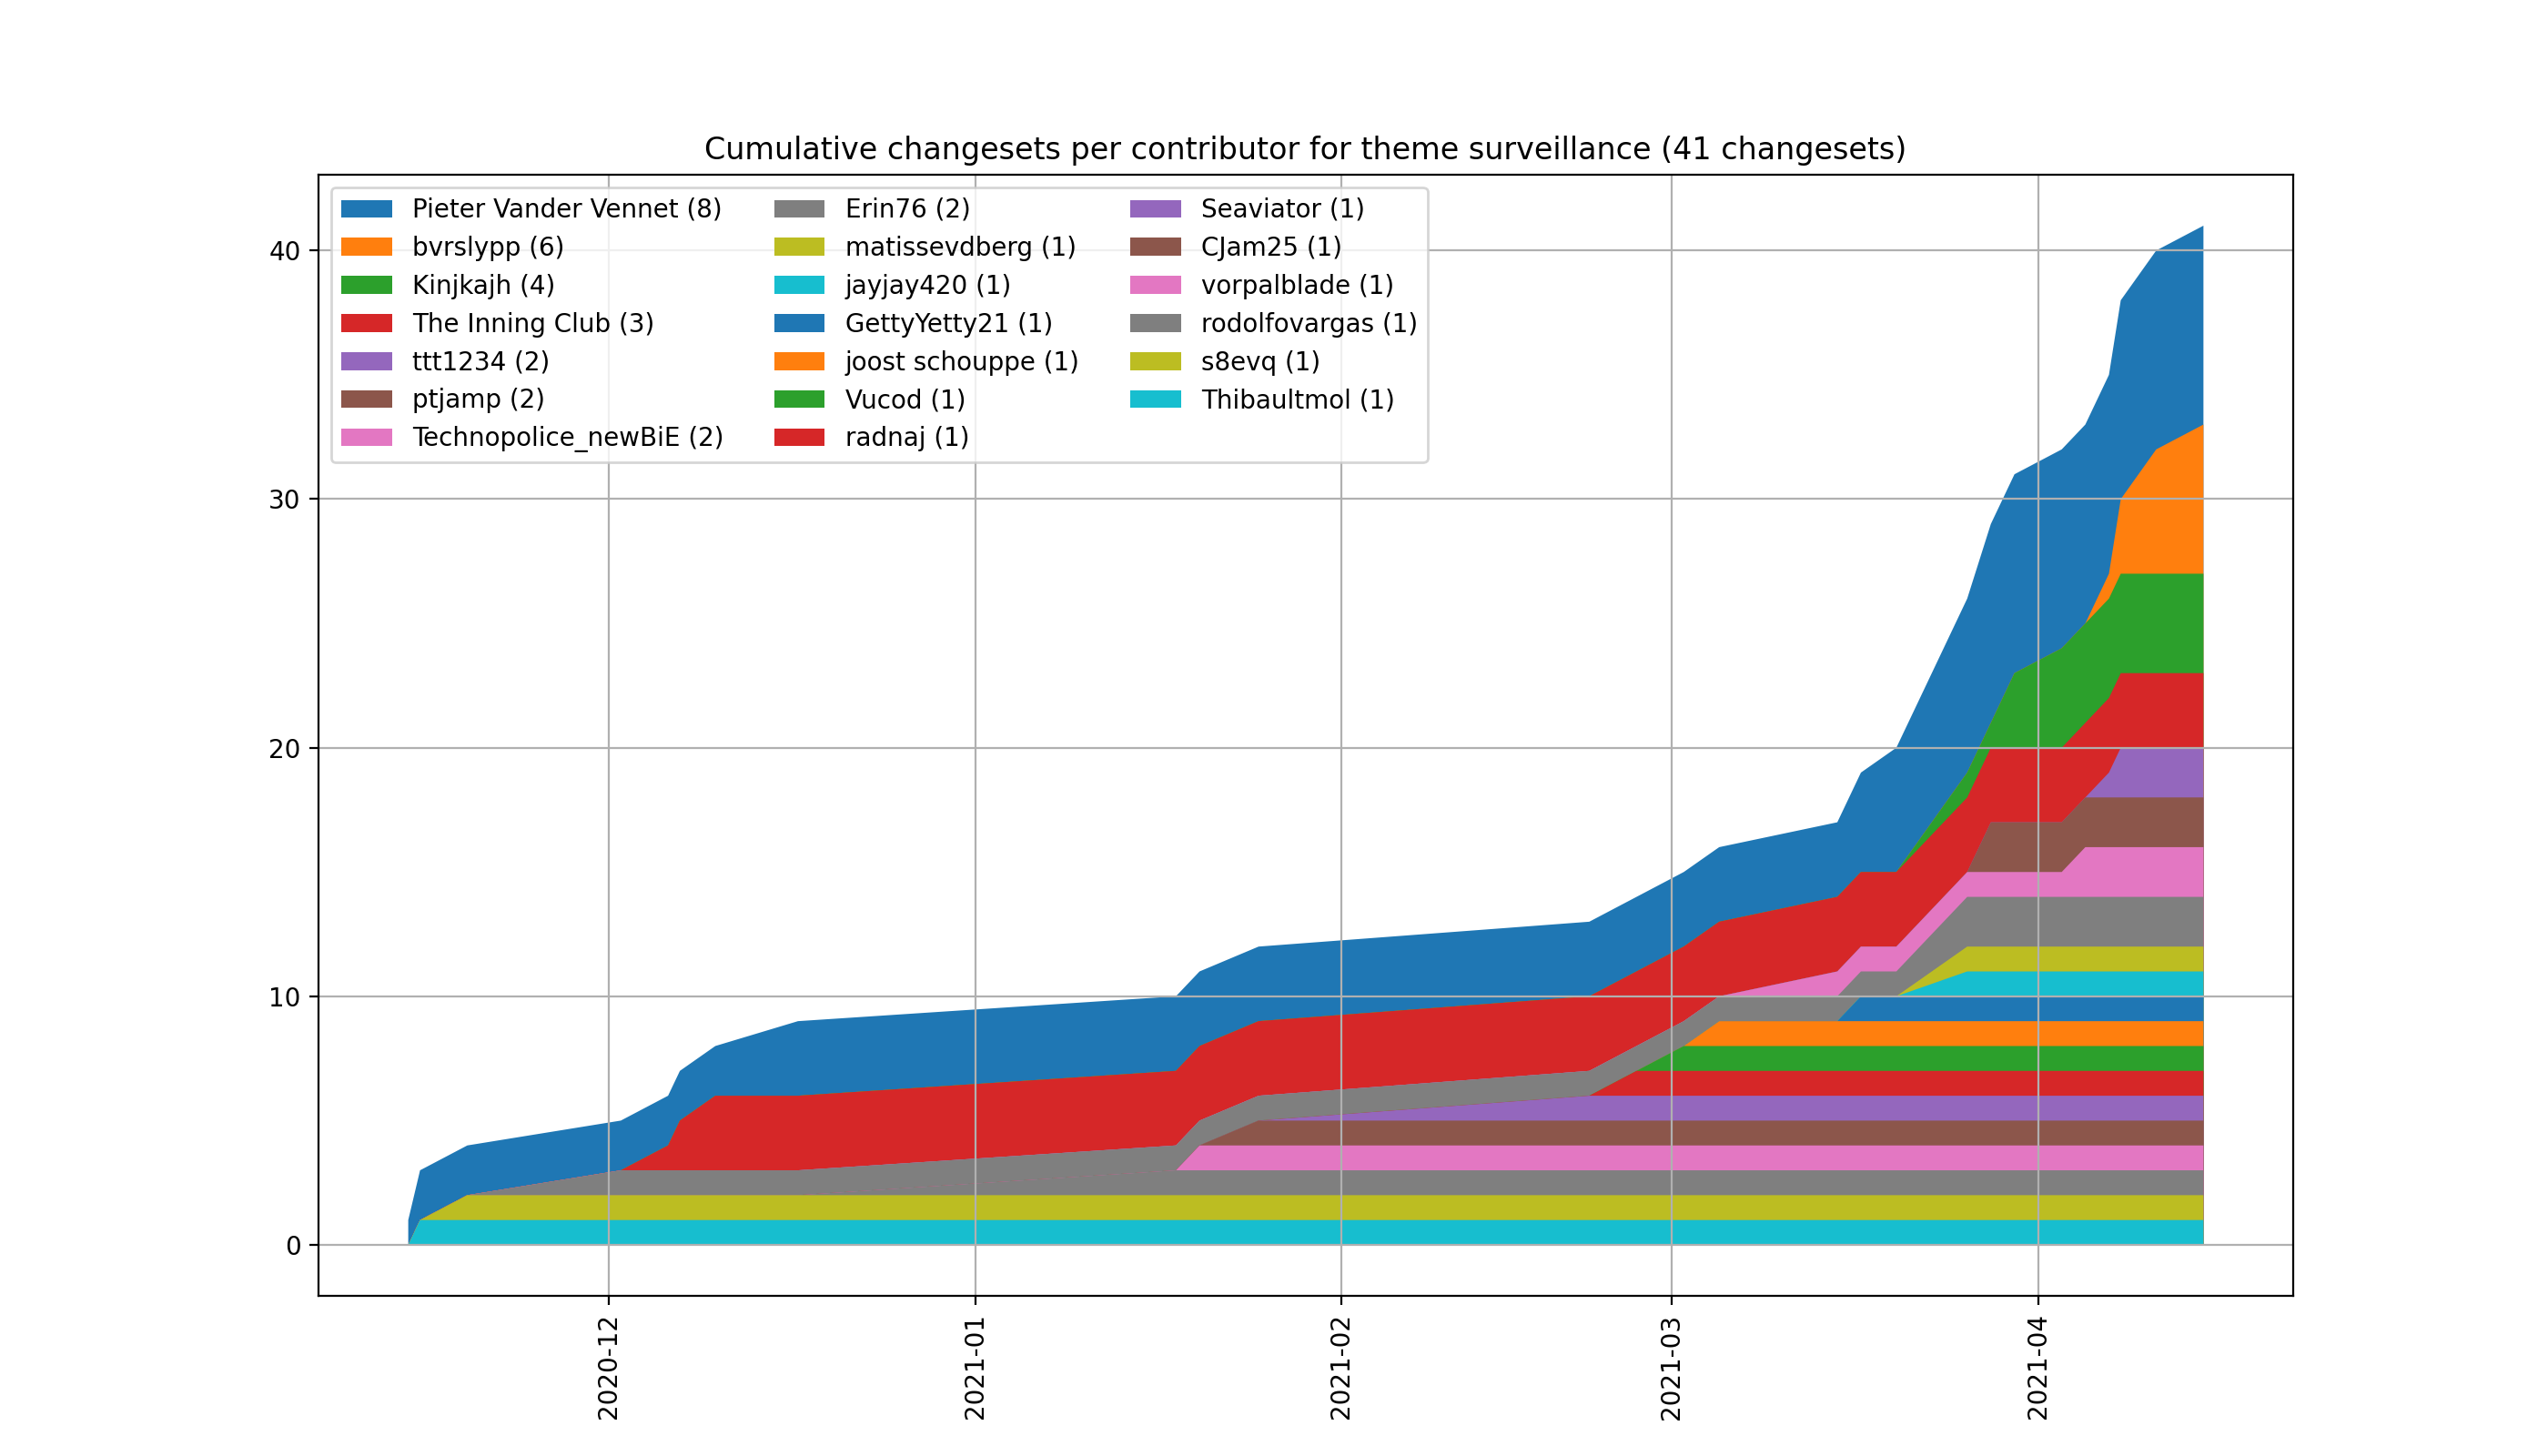 Cumulative changesets per contributor for theme surveillance (41 changesets)
Pieter Vander Vennet (8)
bvrslypp (6)
Kinjkajh (4)
The Inning Club (3)
ttt1234 (2)
ptjamp (2)
Technopolice_newBiE (2)
Erin76 (2)
matissevdberg (1)
jayjay420 (1)
GettyYetty21 (1)
joost schouppe (1)
Vucod (1)
radnaj (1)
Seaviator (1)
CJam25 (1)
vorpalblade (1)
rodolfovargas (1)
s8evq (1)
Thibaultmol (1)
40
30
20
10
0
2020-12
2021-01
2021-02
2021-03
2021-04